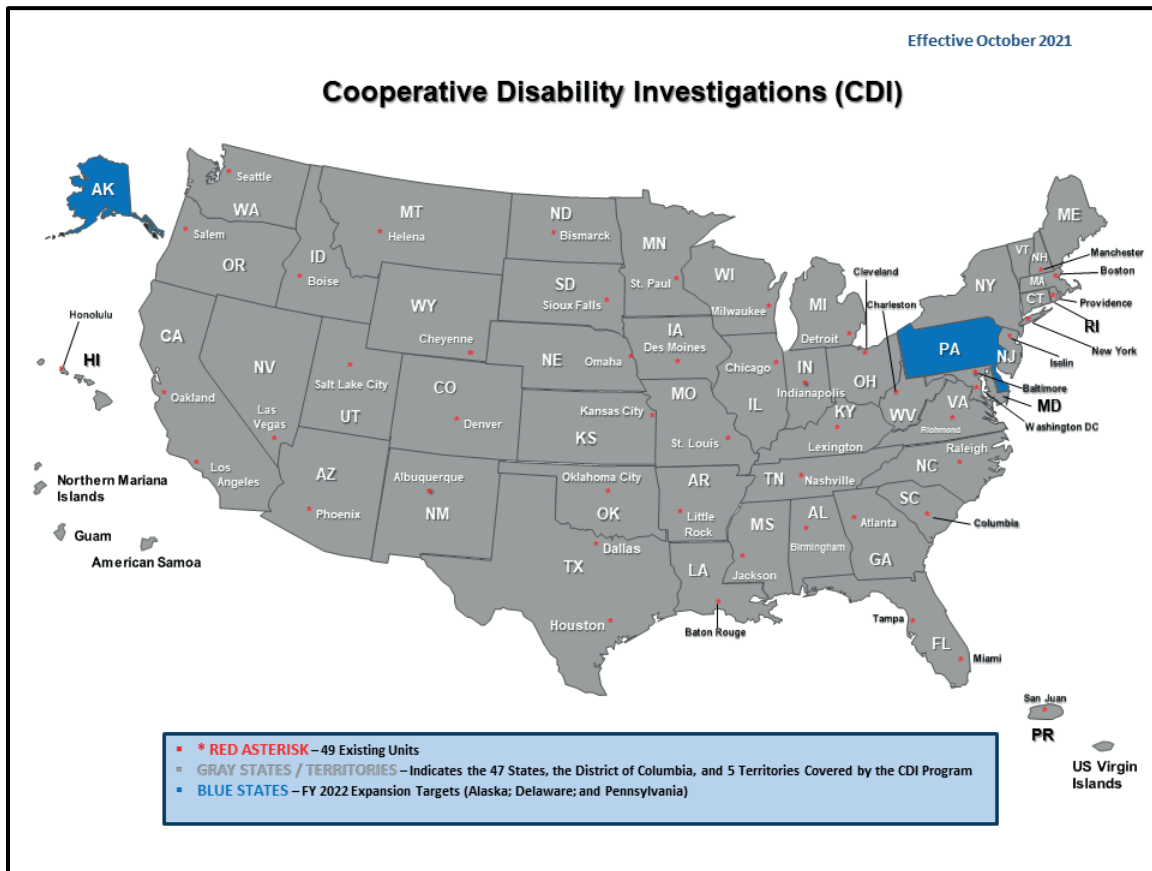 Effective October 2021
Cooperative Disability Investigations (CDI)
AK
Seattle
WA
Salem
OR
MT
Helena
ID
Boise
ND
Bismarck
MN
St. Paul
SD
Sioux Falls
WI
Milwaukee
MI
Detroit
WY
Cheyenne
Cleveland
Charleston
NY
VT
NH
ME
Manchester
Boston
MA
CT
Providence
RI
New York
Iselin
NJ
PA
Baltimore
MD
Washington DC
Honolulu
HI
CA
Oakland
Los
Angeles
NV
Las
Vegas
Salt Lake City
UT
CO
Denver
NE
Omaha
IA
Des Moines
Chicago
IL
IN
Indianapolis
OH
WV
VA
Richmond
KS
Kansas City
MO
St. Louis
KY
Lexington
Raleigh
NC
TN
Nashville
SC
Columbia
AZ
Phoenix
Albuquerque
NM
Oklahoma City
OK
AR
Little
Rock
MS
Jackson
AL
Birmingham
Atlanta
GA
TX
Dallas
Houston
LA
Baton Rouge
Tampa
FL
Miami
Northern Mariana
Islands
Guam
American Samoa
San Juan
PR
US Virgin
Islands
* RED ASTERISK – 49 Existing Units
GRAY STATES / TERRITORIES – Indicates the 47 States, the District of Columbia, and 5 Territories Covered by the CDI Program
BLUE STATES – FY 2022 Expansion Targets (Alaska; Delaware; and Pennsylvania)